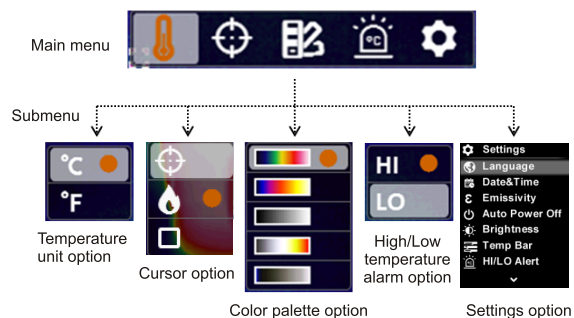 Main menu
°C
Submenu
°C
°F
HI
LO
Settings
Language
Date&Time
ε Emissivity
Auto Power Off
Brightness
Temp Bar
HI/LO Alert
Temperature
unit option
Cursor option
Color palette option
High/Low
temperature
alarm option
Settings option